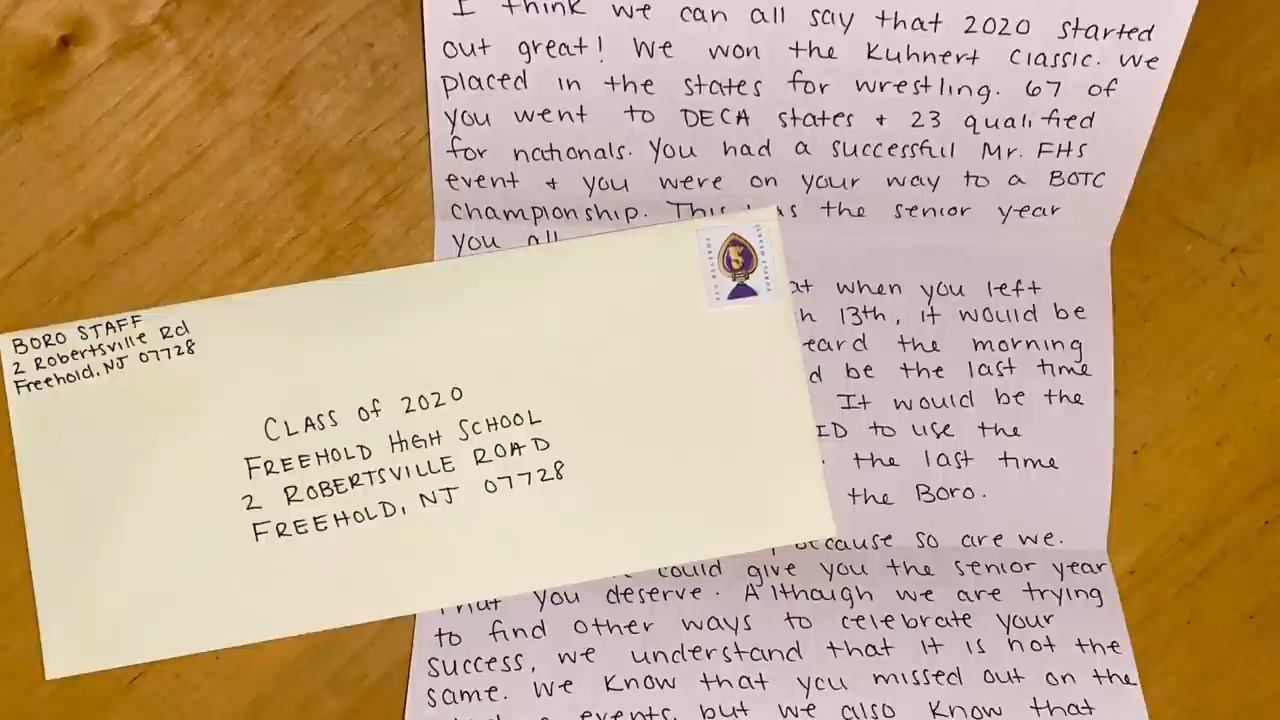 I think we can all say that 2020 started
out great! We won the Kuhnert Classic. We
placed in the states for wrestling. 67 of
you went to DECA states + 23 qualified
for nationals. You had a successful Mr. FHS
event + you were on your way to a BOTC
championship. This was the senior year
you all
when you left
13th, it would be
the morning
be the last time
It would be the
ID to use the
the last time
the Boro.
because so are we.
could give you the senior year
that you deserve. Although we are trying
to find other ways to celebrate your
success, we understand that it is not the
same. We know that you missed out on the
events, but we also know that
BORO STAFF
2 Robertsville Rd
Freehold, NJ 07728
CLASS OF 2020
FREEHOLD HIGH SCHOOL
2 ROBERTSVILLE ROAD
FREEHOLD, NJ 07728